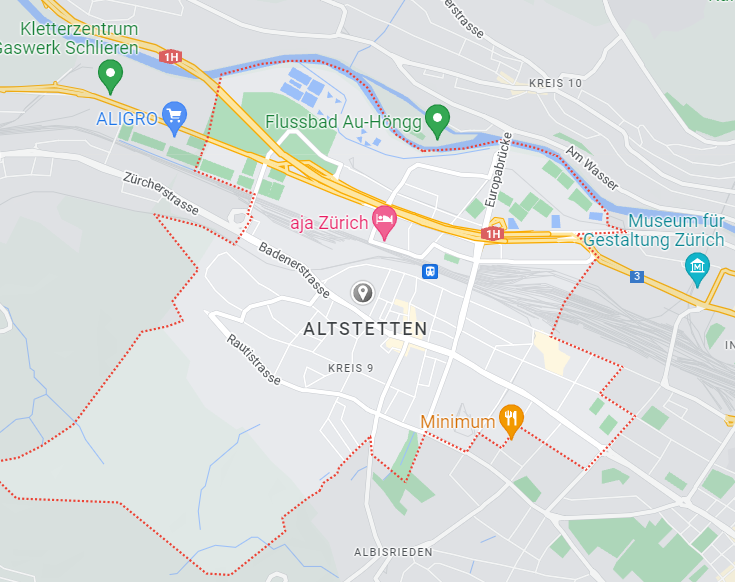 erstrasse
Kletterzentrum
Gaswerk Schlieren
1H
KREIS 10
ALIGRO
Flussbad Au-Höngg
Am Wasser
Europabrücke
Zürcherstrasse
aja Zürich
1H
Museum für
Gestaltung Zürich
Badenerstrasse
3
ALTSTETTEN
Rautistrasse
KREIS 9
IN
Minimum
ALBISRIEDEN